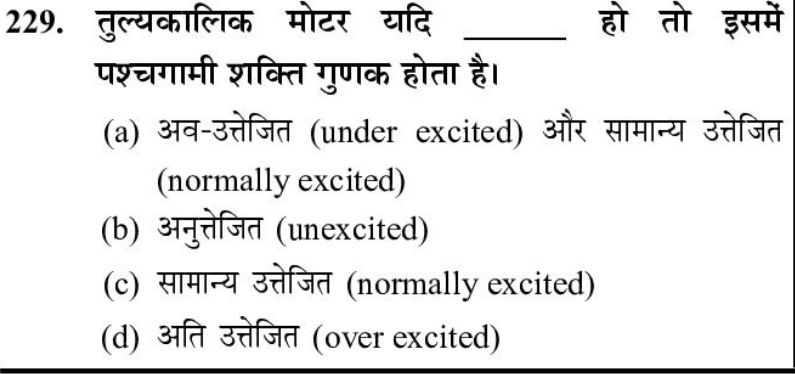 229. तुल्यकालिक मोटर यदि ______ हो तो इसमें
पश्चगामी शक्ति गुणक होता है।
(a) अव-उत्तेजित (under excited) और सामान्य उत्तेजित
(normally excited)
(b) अनुत्तेजित (unexcited)
(c) सामान्य उत्तेजित (normally excited)
(d) अति उत्तेजित (over excited)